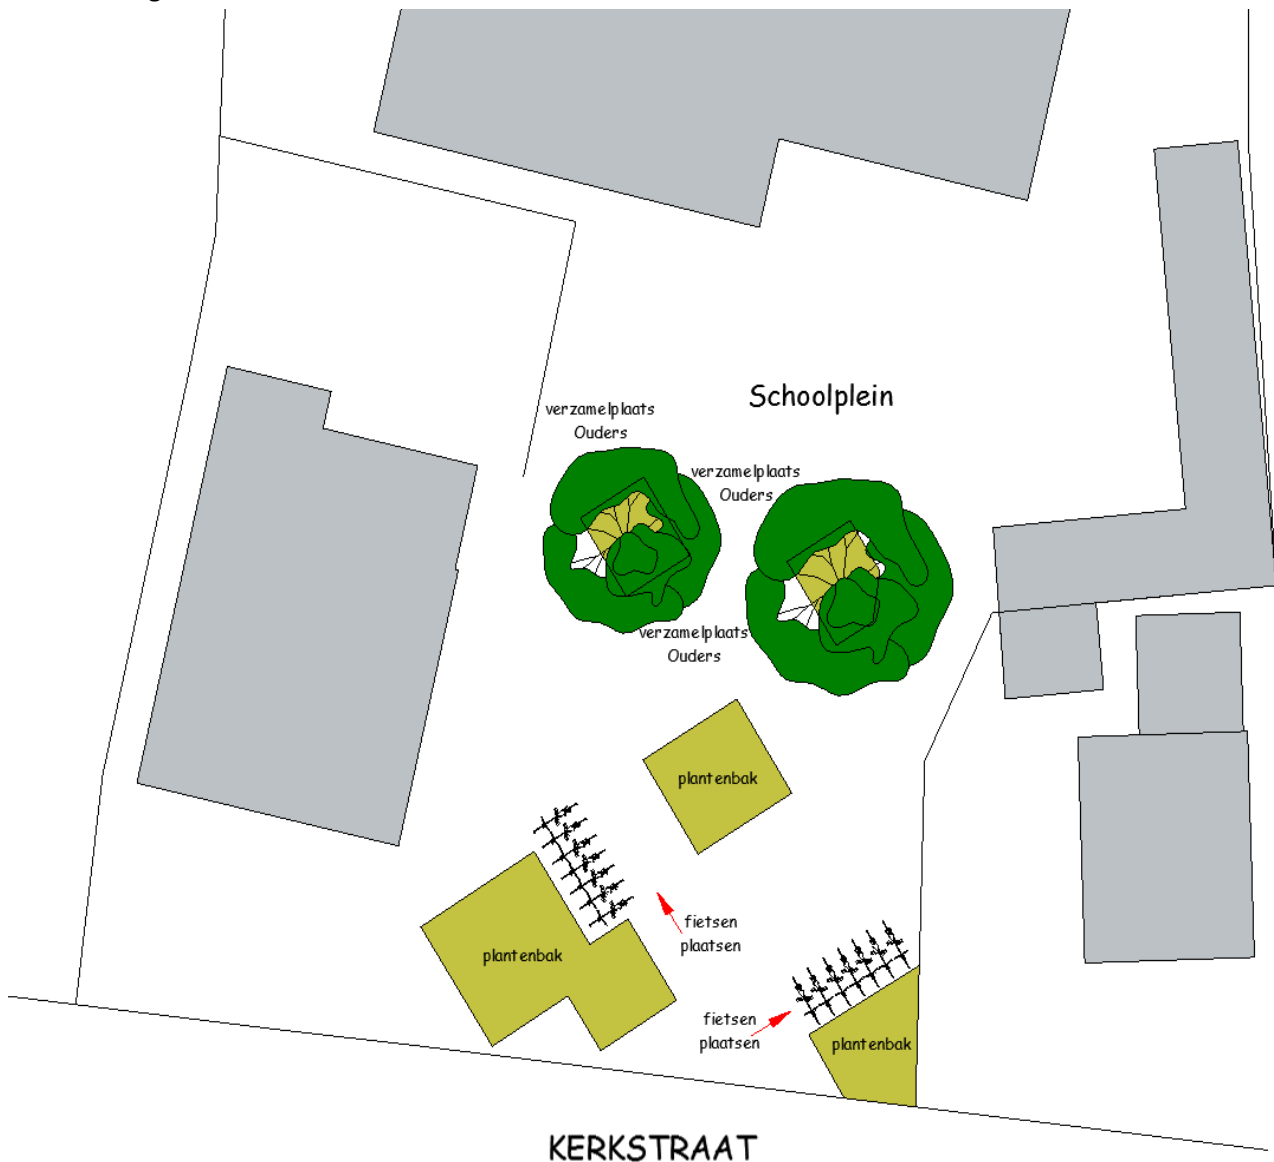 Schoolplein
verzamelplaats
Ouders
verzamelplaats
Ouders
verzamelplaats
Ouders
plantenbak
fietsen
plaatsen
plantenbak
fietsen
plaatsen
plantenbak
KERKSTRAAT